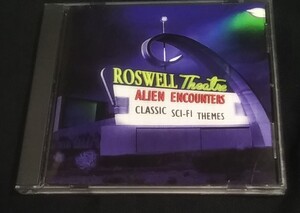 ROSWELL Theatre
ALIEN ENCOUNTERS
CLASSIC SCI-FI THEMES